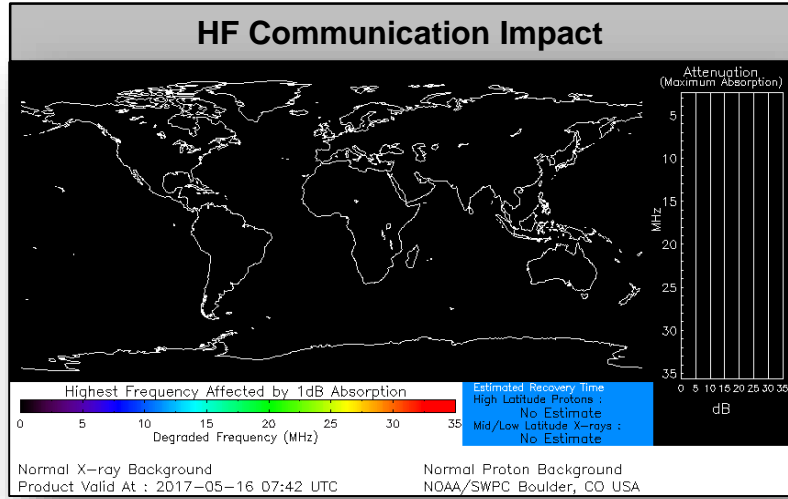 HF Communication Impact
Attenuation
(Maximum Absorption)
5
10
15
20
25
30
35
MHz
0 5 10 15 20 25 30 35
dB
Highest Frequency Affected by 1dB Absorption
0 5 10 15 20 25 30 35
Degraded Frequency (MHz)
Estimated Recovery Time
High Latitude Protons :
No Estimate
Mid/Low Latitude X-rays :
No Estimate
Normal X-ray Background
Normal Proton Background
Product Valid At : 2017-05-16 07:42 UTC
NOAA/SWPC Boulder, CO USA